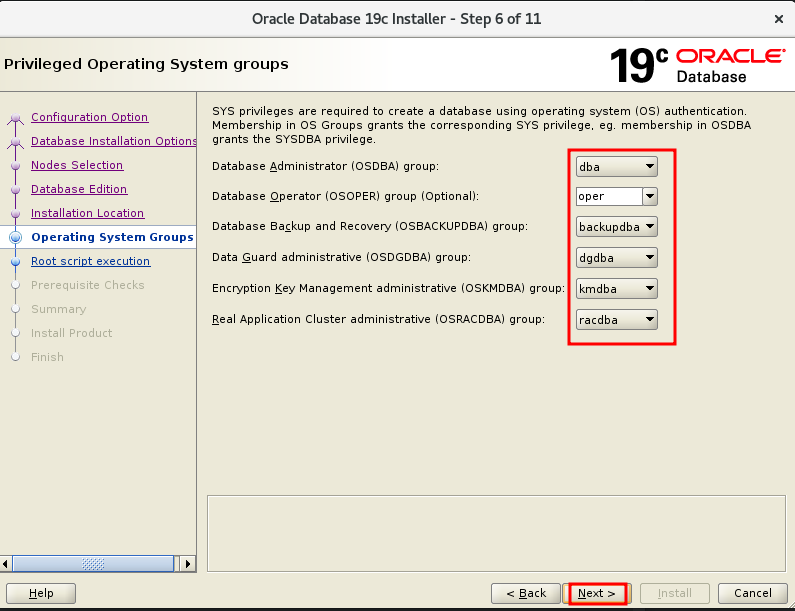 Oracle Database 19c Installer - Step 6 of 11
Privileged Operating System groups
19c ORACLE
Database
Configuration Option
Database Installation Options
Nodes Selection
Database Edition
Installation Location
Operating System Groups
Root script execution
Prerequisite Checks
Summary
Install Product
Finish
SYS privileges are required to create a database using operating system (OS) authentication.
Membership in OS Groups grants the corresponding SYS privilege, eg. membership in OSDBA
grants the SYSDBA privilege.
Database Administrator (OSDBA) group: dba
Database Operator (OSOPER) group (Optional): oper
Database Backup and Recovery (OSBACKUPDBA) group: backupdba
Data Guard administrative (OSDGDBA) group: dgdba
Encryption Key Management administrative (OSKMDBA) group: kmdba
Real Application Cluster administrative (OSRACDBA) group: racdba
Help < Back Next > Install Cancel